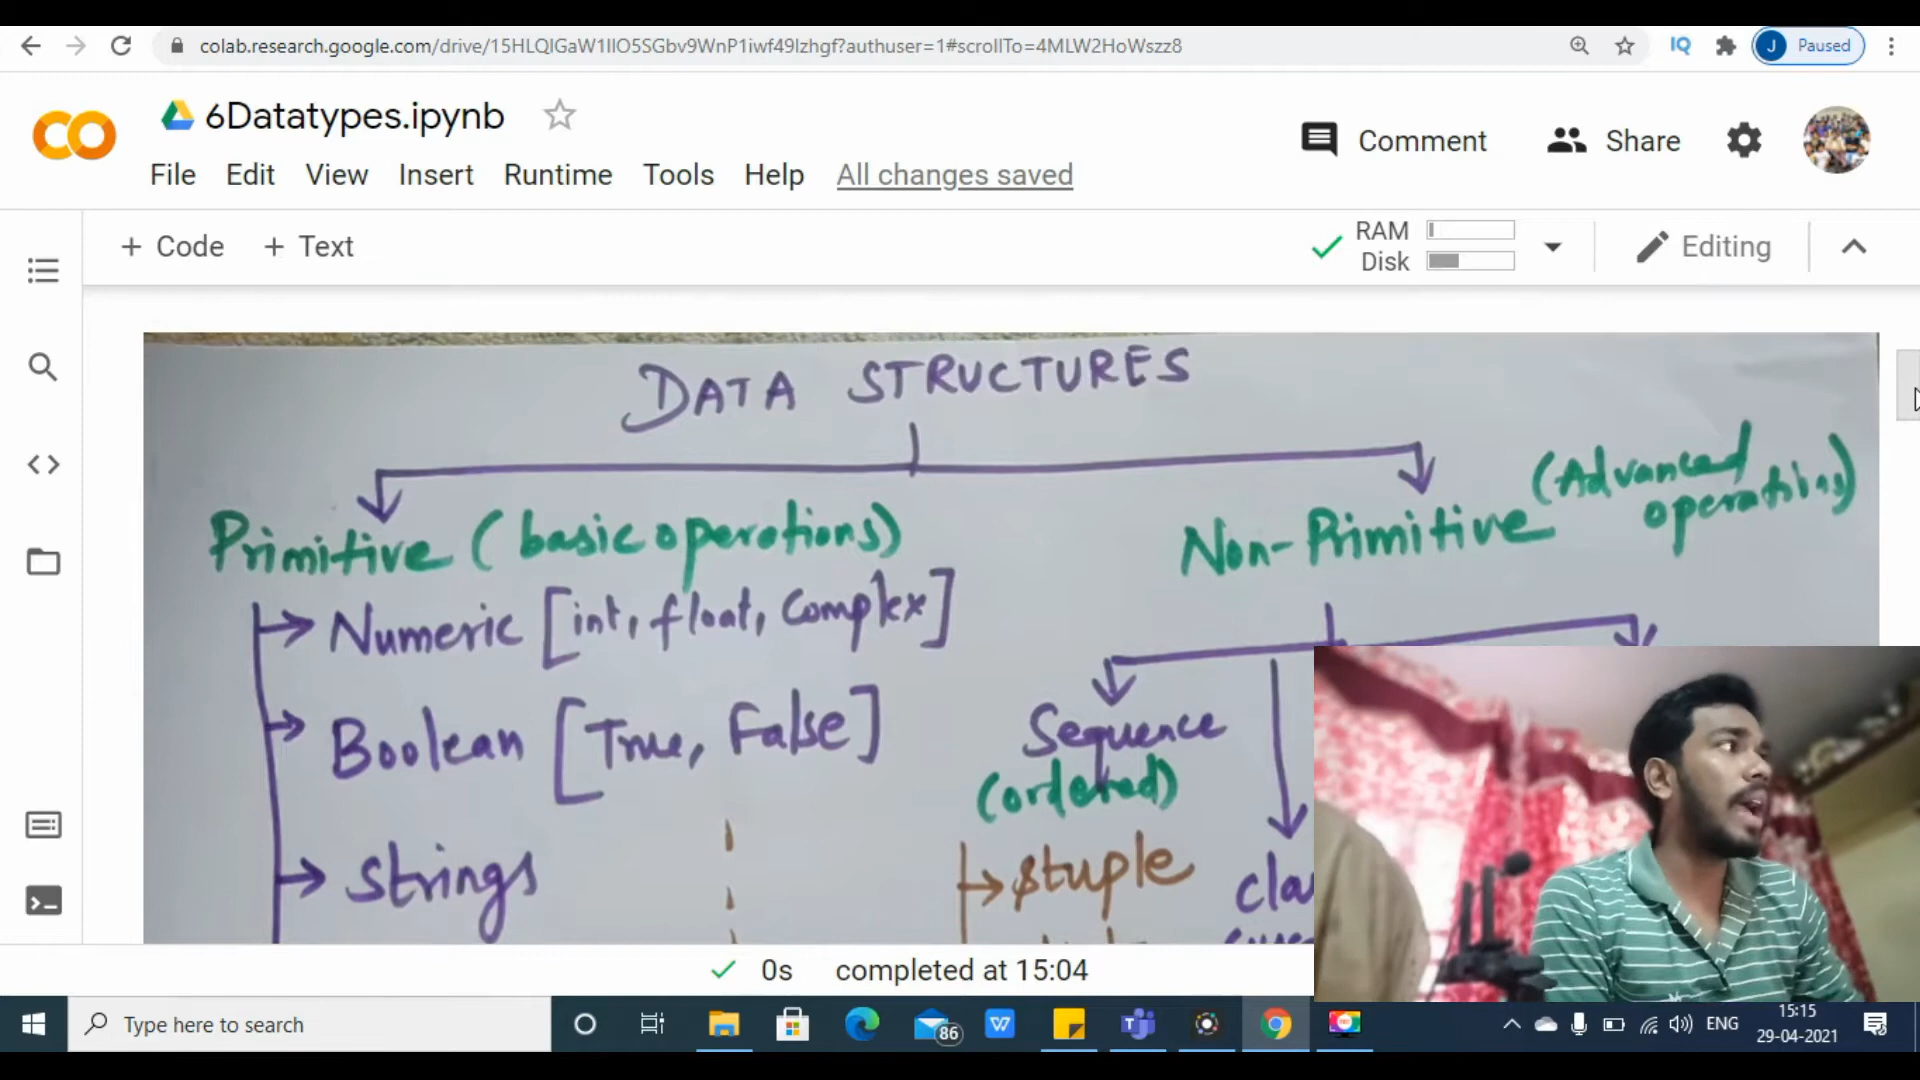 colab.research.google.com/drive/15HLQlGaW1IlO5SGbv9WnP1iwf49lzhgf?authuser=1#scrollTo=4MLW2HoWszz8
IQ
J Paused
CO
6Datatypes.ipynb
Comment
Share
File Edit View Insert Runtime Tools Help All changes saved
+ Code + Text
RAM
Disk
Editing
DATA STRUCTURES
Primitive (basic operations)
Non-Primitive
(Advanced
operations)
Numeric [int, float, complex]
Boolean [True, False]
Sequence
(ordered)
Strings
tuple
cla
0s completed at 15:04
Type here to search
86
ENG
15:15
29-04-2021